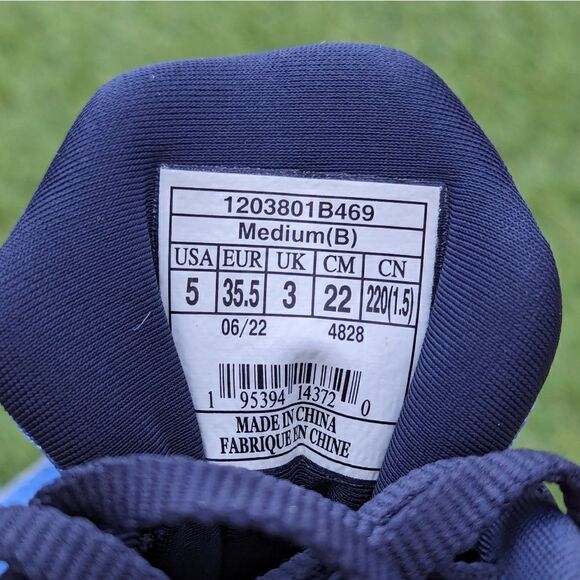 1203801B469
Medium(B)
USA EUR UK CM CN
5 35.5 3 22 220(1.5)
06/22 4828
1 95394 14372 0
MADE IN CHINA
FABRIQUE EN CHINE